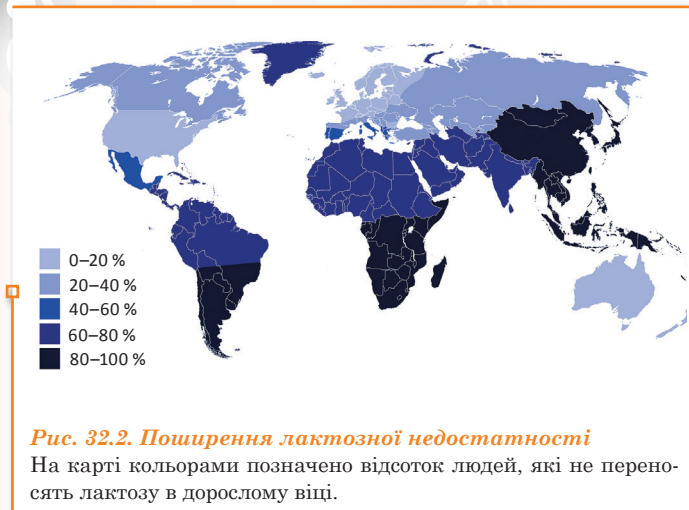 0–20 %
20–40 %
40–60 %
60–80 %
80–100 %
Рис. 32.2. Поширення лактозної недостатності
На карті кольорами позначено відсоток людей, які не перено-
сять лактозу в дорослому віці.